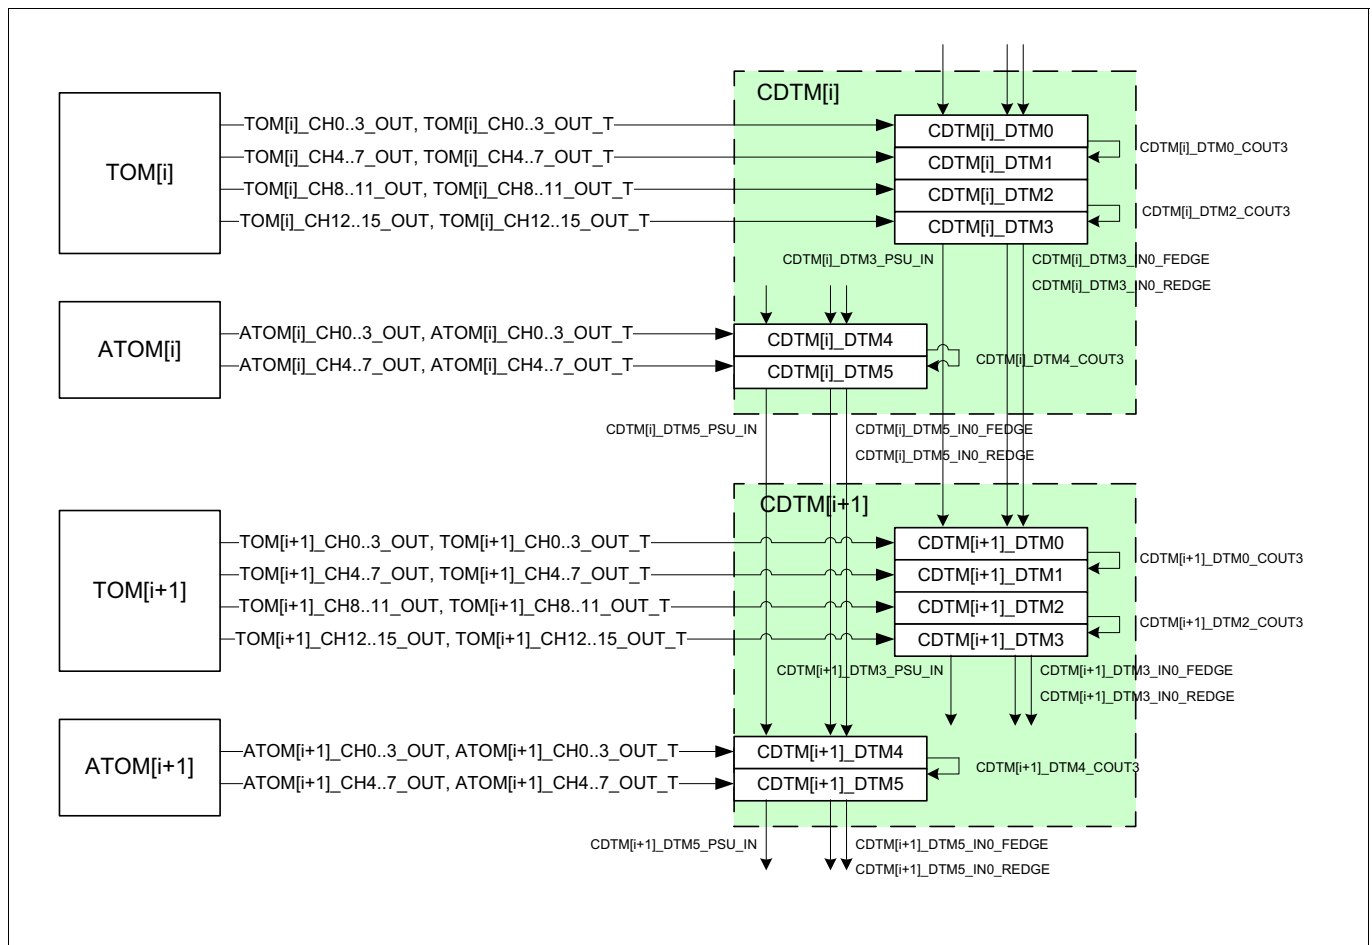 CDTM[i]
TOM[i]
TOM[i]_CH0..3_OUT, TOM[i]_CH0..3_OUT_T
TOM[i]_CH4..7_OUT, TOM[i]_CH4..7_OUT_T
TOM[i]_CH8..11_OUT, TOM[i]_CH8..11_OUT_T
TOM[i]_CH12..15_OUT, TOM[i]_CH12..15_OUT_T
CDTM[i]_DTM0
CDTM[i]_DTM1
CDTM[i]_DTM2
CDTM[i]_DTM3
CDTM[i]_DTM0_COUT3
CDTM[i]_DTM2_COUT3
CDTM[i]_DTM3_PSU_IN
CDTM[i]_DTM3_IN0_FEDGE
CDTM[i]_DTM3_IN0_REDGE
ATOM[i]
ATOM[i]_CH0..3_OUT, ATOM[i]_CH0..3_OUT_T
ATOM[i]_CH4..7_OUT, ATOM[i]_CH4..7_OUT_T
CDTM[i]_DTM4
CDTM[i]_DTM5
CDTM[i]_DTM4_COUT3
CDTM[i]_DTM5_PSU_IN
CDTM[i]_DTM5_IN0_FEDGE
CDTM[i]_DTM5_IN0_REDGE
CDTM[i+1]
TOM[i+1]
TOM[i+1]_CH0..3_OUT, TOM[i+1]_CH0..3_OUT_T
TOM[i+1]_CH4..7_OUT, TOM[i+1]_CH4..7_OUT_T
TOM[i+1]_CH8..11_OUT, TOM[i+1]_CH8..11_OUT_T
TOM[i+1]_CH12..15_OUT, TOM[i+1]_CH12..15_OUT_T
CDTM[i+1]_DTM0
CDTM[i+1]_DTM1
CDTM[i+1]_DTM2
CDTM[i+1]_DTM3
CDTM[i+1]_DTM0_COUT3
CDTM[i+1]_DTM2_COUT3
CDTM[i+1]_DTM3_PSU_IN
CDTM[i+1]_DTM3_IN0_FEDGE
CDTM[i+1]_DTM3_IN0_REDGE
ATOM[i+1]
ATOM[i+1]_CH0..3_OUT, ATOM[i+1]_CH0..3_OUT_T
ATOM[i+1]_CH4..7_OUT, ATOM[i+1]_CH4..7_OUT_T
CDTM[i+1]_DTM4
CDTM[i+1]_DTM5
CDTM[i+1]_DTM4_COUT3
CDTM[i+1]_DTM5_PSU_IN
CDTM[i+1]_DTM5_IN0_FEDGE
CDTM[i+1]_DTM5_IN0_REDGE